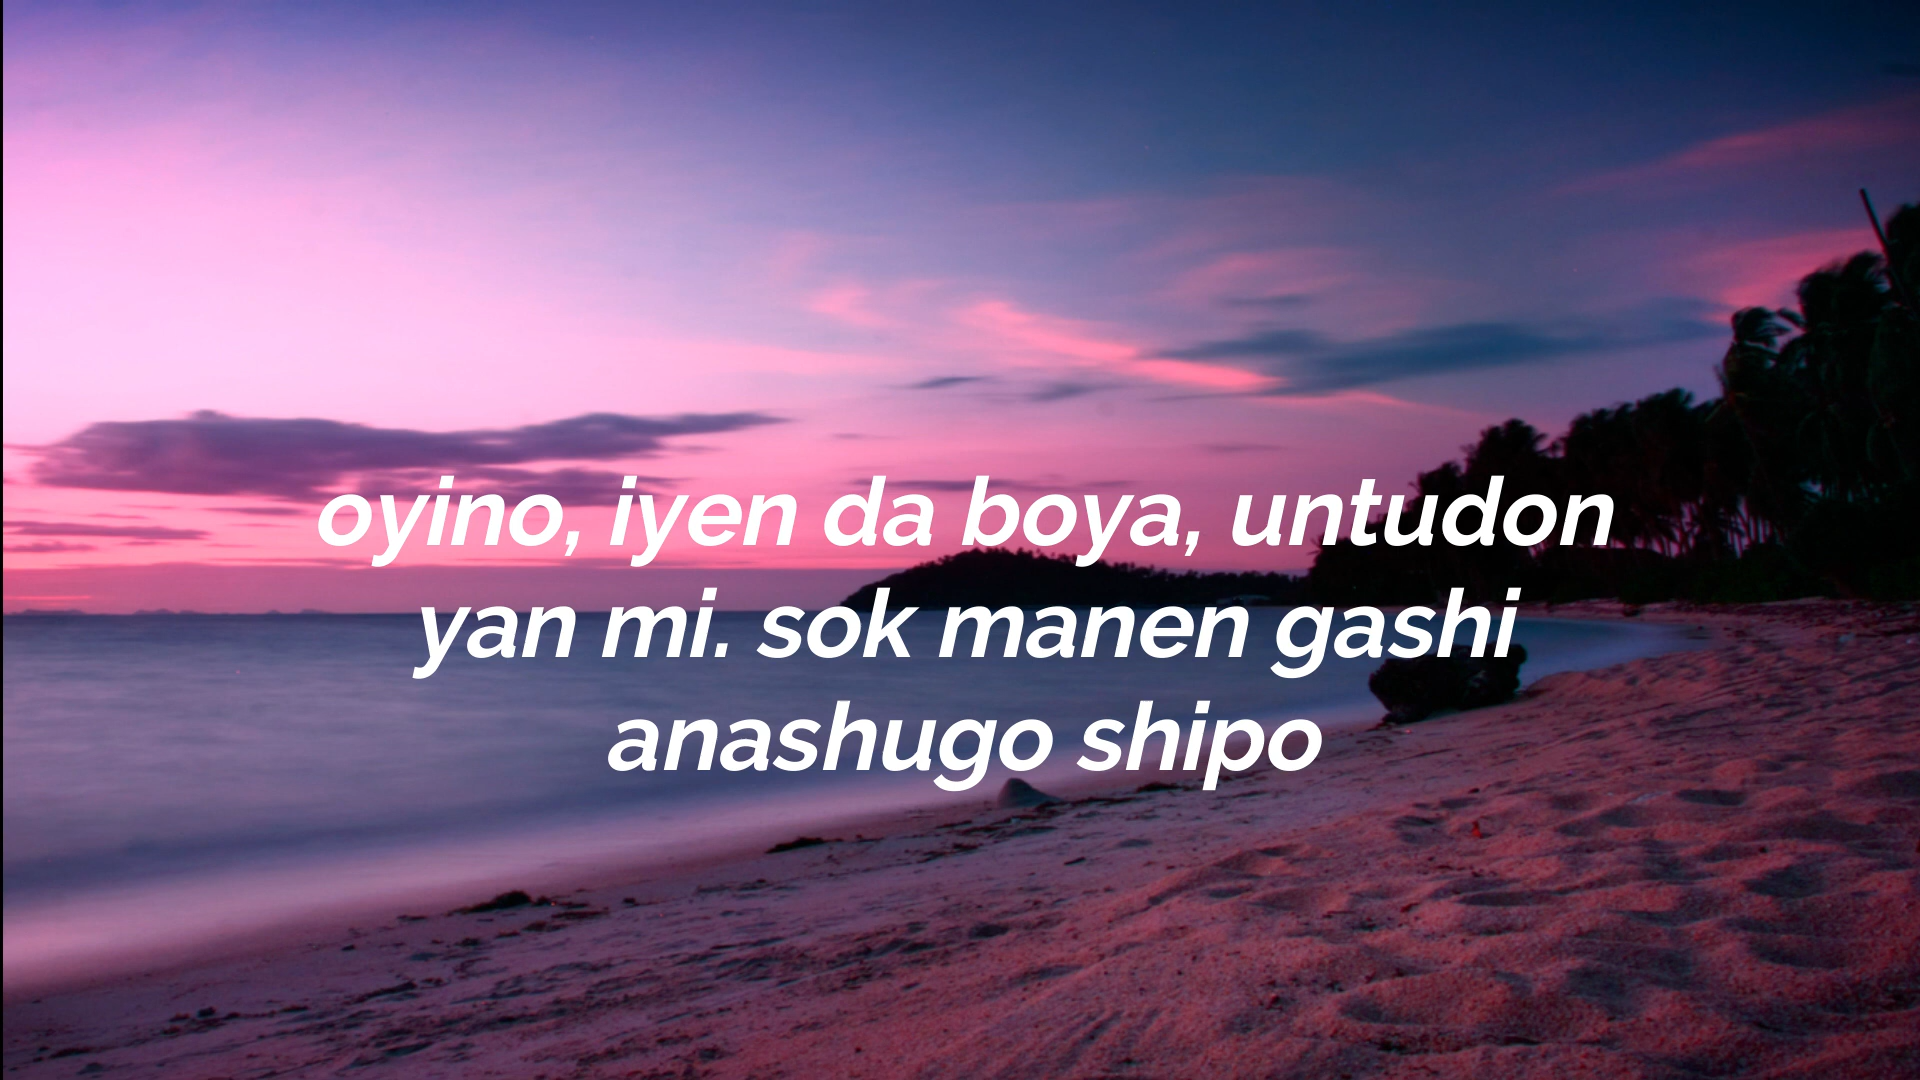 oyino, iyen da boya, untudon
yan mi. sok manen gashi
anashugo shipo